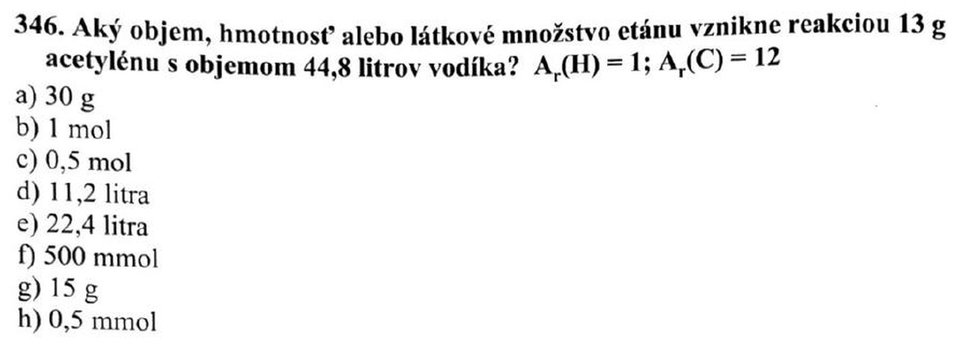 346. Aký objem, hmotnosť alebo látkové množstvo etánu vznikne reakciou 13 g
acetylénu s objemom 44,8 litrov vodíka? Aᵣ(H) = 1; Aᵣ(C) = 12
a) 30 g
b) 1 mol
c) 0,5 mol
d) 11,2 litra
e) 22,4 litra
f) 500 mmol
g) 15 g
h) 0,5 mmol